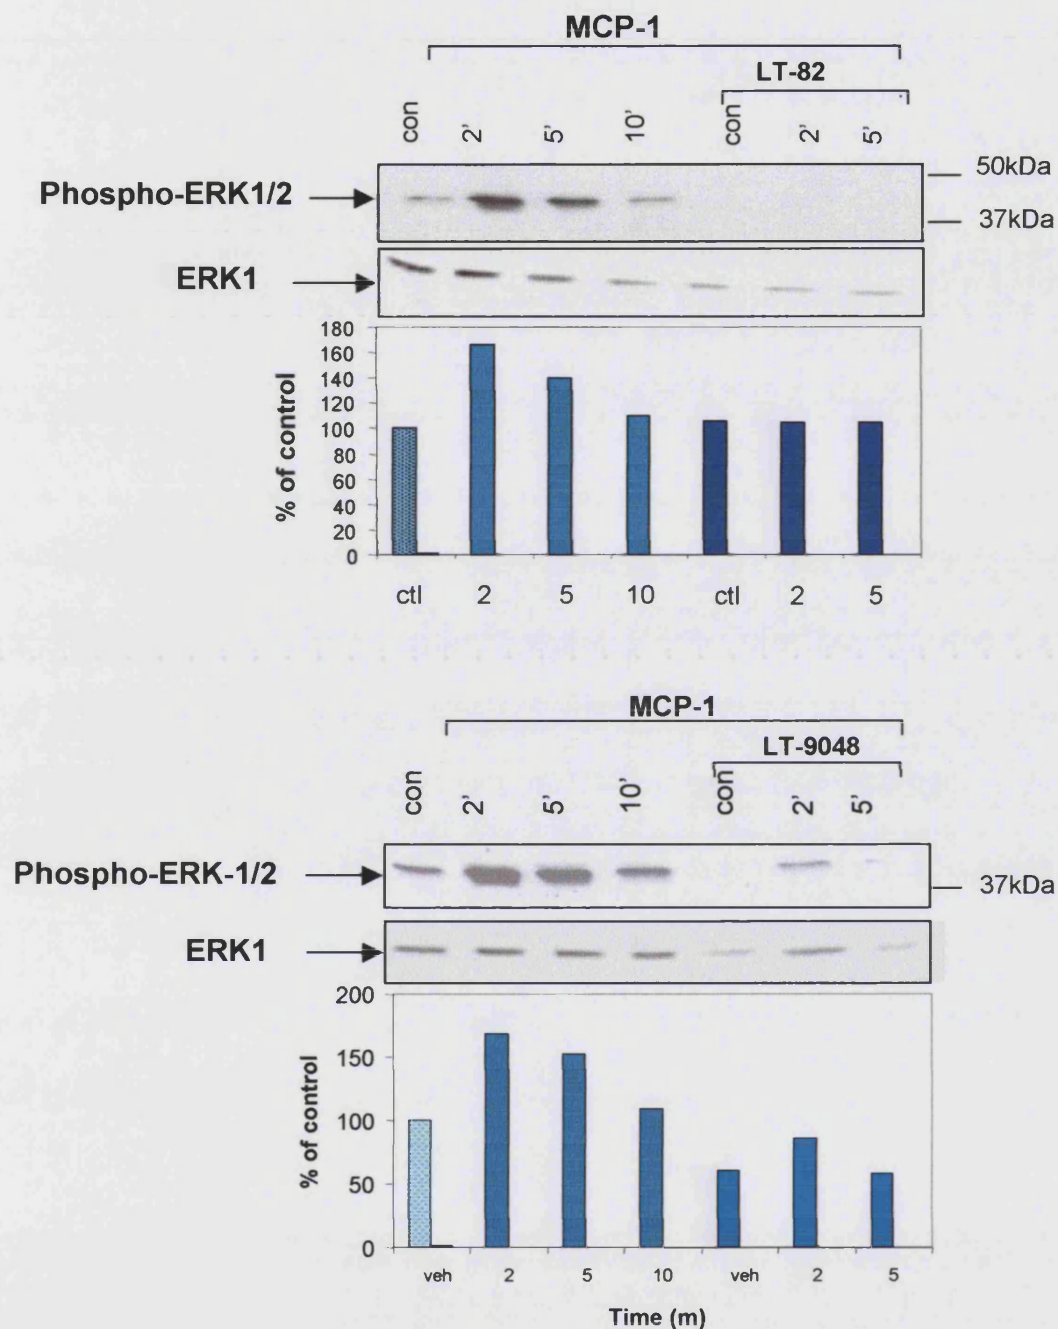 MCP-1
LT-82
con 2' 5' 10' con 2' 5'
50kDa
Phospho-ERK1/2
37kDa
ERK1
% of control
180
160
140
120
100
80
60
40
20
0
ctl 2 5 10 ctl 2 5
MCP-1
LT-9048
con 2' 5' 10' con 2' 5'
Phospho-ERK-1/2
37kDa
ERK1
% of control
200
150
100
50
0
veh 2 5 10 veh 2 5
Time (m)